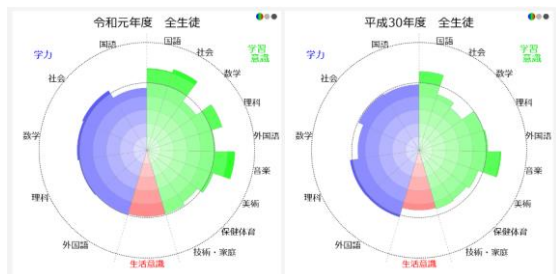 令和元年度　全生徒
学力
学習
意識
国語
社会
数学
理科
外国語
国語
社会
数学
理科
外国語
音楽
美術
保健体育
技術・家庭
生活意識
平成30年度　全生徒
学力
学習
意識
国語
社会
数学
理科
外国語
国語
社会
数学
理科
外国語
音楽
美術
保健体育
技術・家庭
生活意識